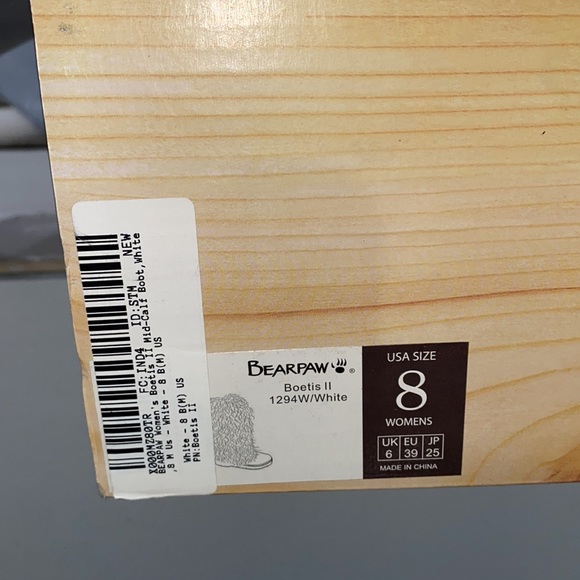 X000MZ80TR FC:IND4 ID:STM NEW
BEARPAW Women's Boetis II Mid-Calf Boot,White
,8 M Us - White - 8 B(M) US
White - 8 B(M) US
PN:Boetis II
BEARPAW ®
Boetis II
1294W/White
USA SIZE
8
WOMENS
UK EU JP
6 39 25
MADE IN CHINA